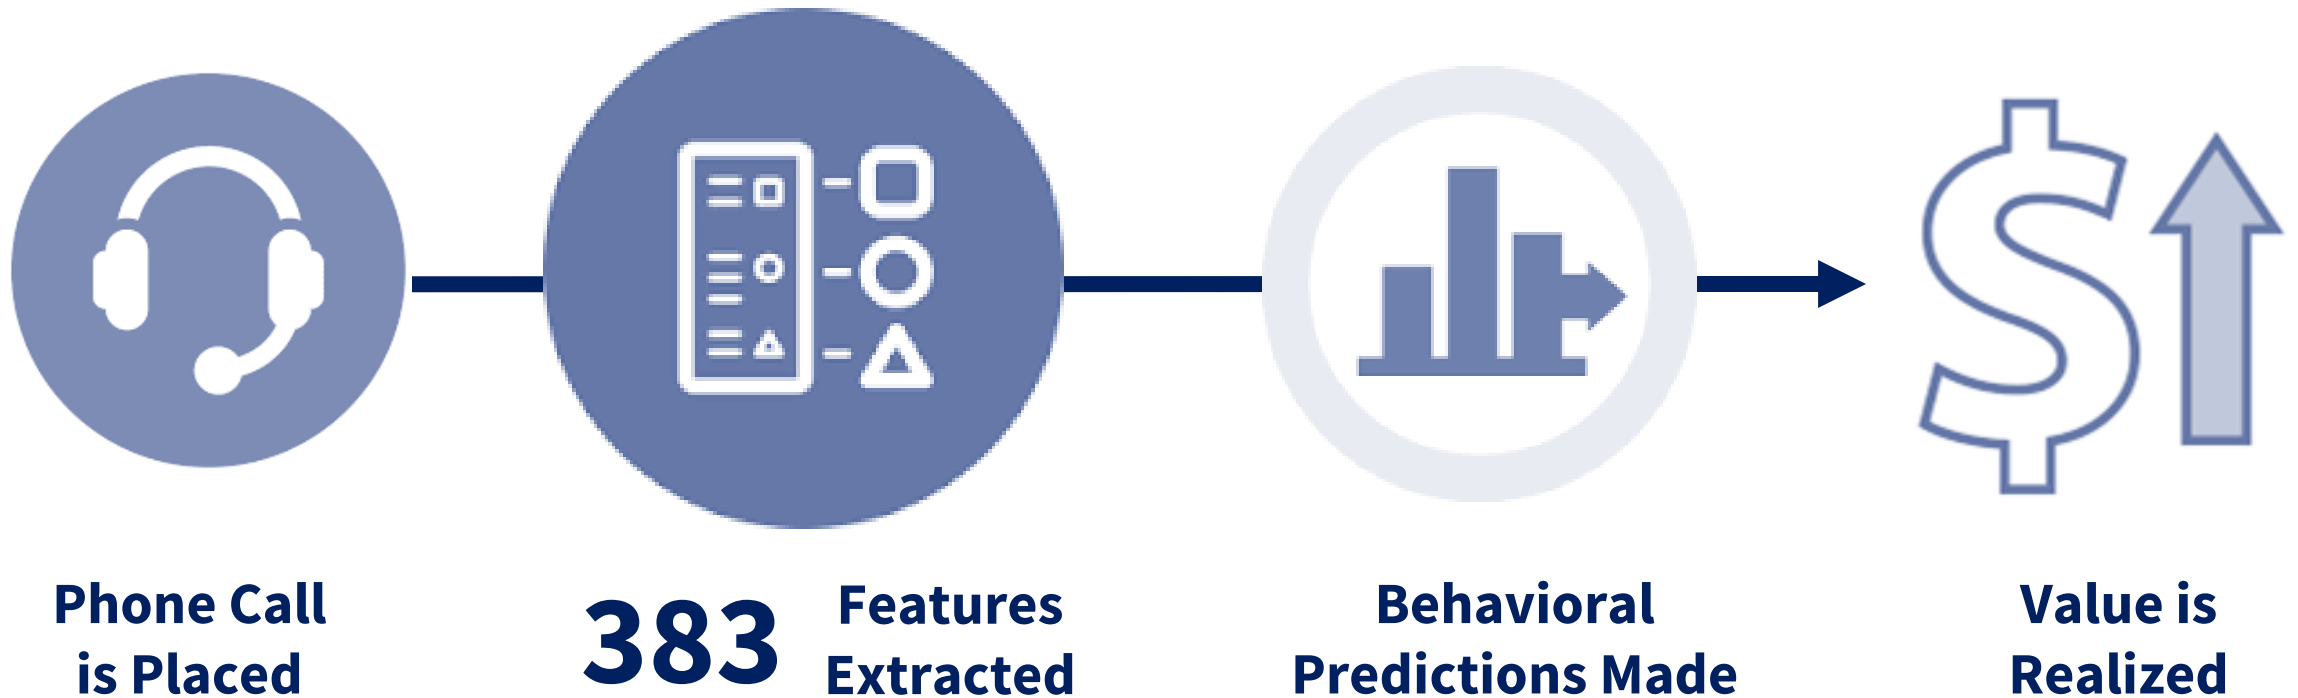 Phone Call
is Placed
383
Features
Extracted
Behavioral
Predictions Made
Value is
Realized